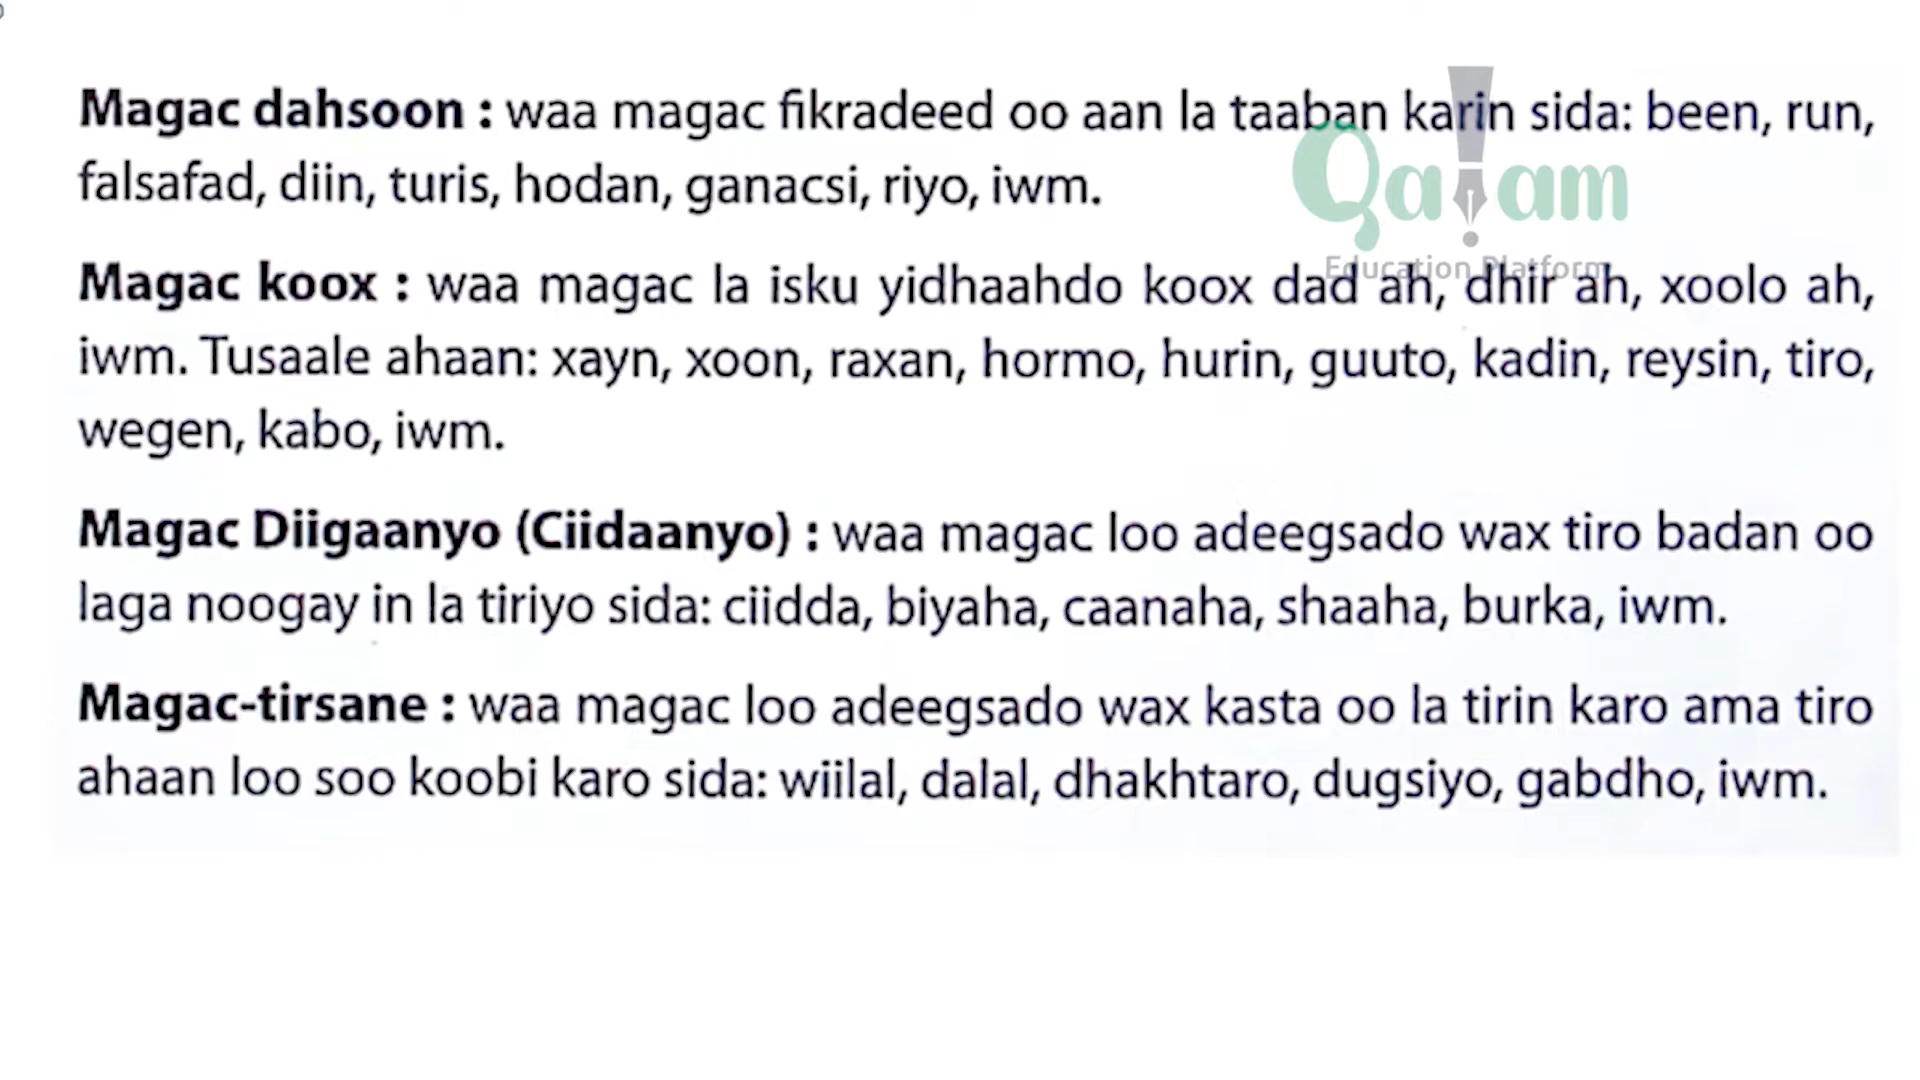 Magac dahsoon : waa magac fikradeed oo aan la taaban karin sida: been, run,
falsafad, diin, turis, hodan, ganacsi, riyo, iwm.
Qalam
Education Platform
Magac koox : waa magac la isku yidhaahdo koox dad ah, dhir ah, xoolo ah,
iwm. Tusaale ahaan: xayn, xoon, raxan, hormo, hurin, guuto, kadin, reysin, tiro,
wegen, kabo, iwm.
Magac Diigaanyo (Ciidaanyo) : waa magac loo adeegsado wax tiro badan oo
laga noogay in la tiriyo sida: ciidda, biyaha, caanaha, shaaha, burka, iwm.
Magac-tirsane : waa magac loo adeegsado wax kasta oo la tirin karo ama tiro
ahaan loo soo koobi karo sida: wiilal, dalal, dhakhtaro, dugsiyo, gabdho, iwm.